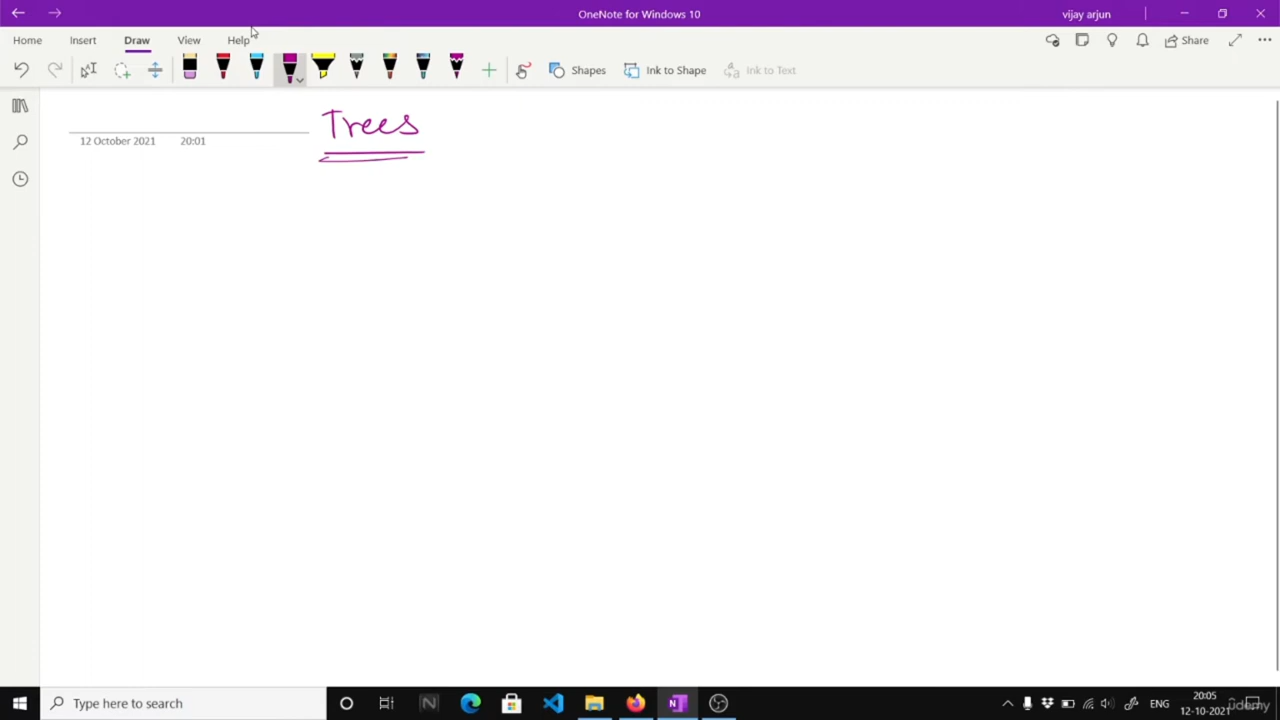 OneNote for Windows 10
vijay arjun
Home Insert Draw View Help
Share
Shapes Ink to Shape Ink to Text
Trees
12 October 2021 20:01
Type here to search
N
N
ENG
20:05
12-10-2021
ûdemy